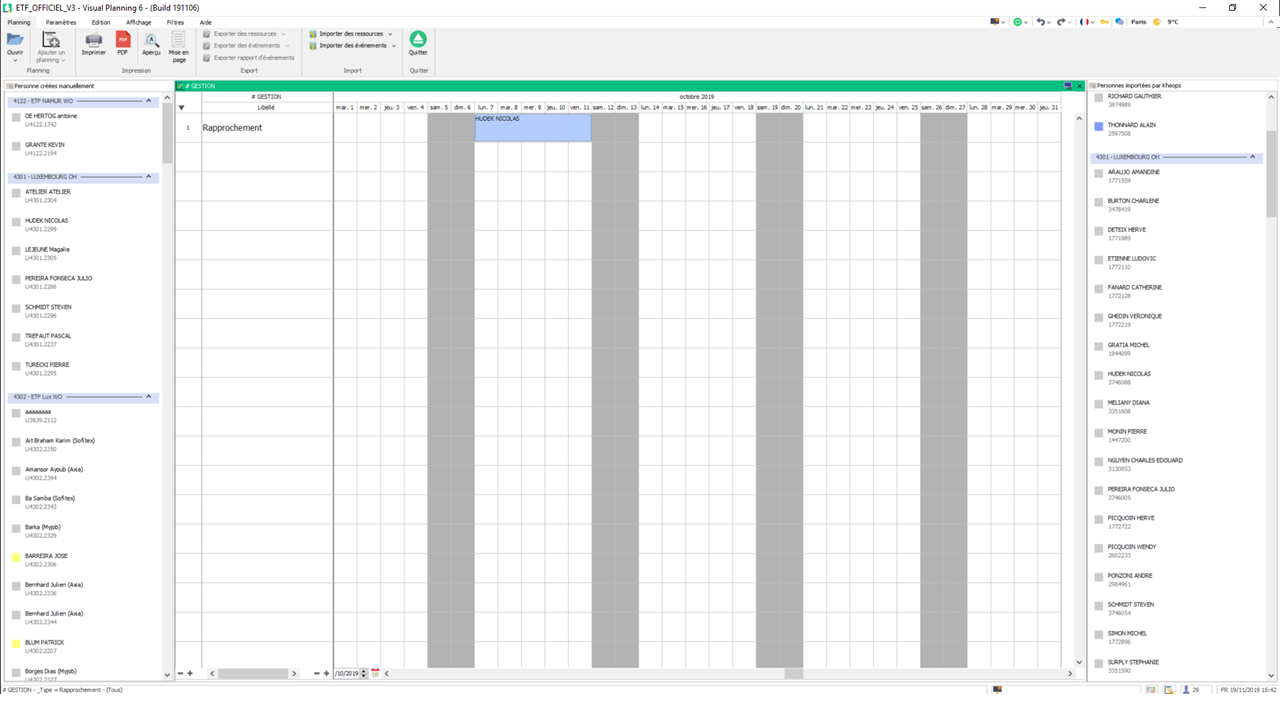 ETF_OFFICIEL_V3 - Visual Planning 6 - (Build 191106)
Planning Paramètres Edition Affichage Filtres Aide
Paris 9°C
Ouvrir
Ajouter un planning
Planning
Imprimer
PDF
Aperçu
Mise en page
Impression
Exporter des ressources
Exporter des événements
Exporter rapport d'événements
Export
Importer des ressources
Importer des événements
Import
Quitter
Quitter
Personne créées manuellement
4122 - ETF NAMUR WO
DE HERTOG antoine
U4122.1742
GRANTE KEVIN
U4122.2194
4301 - LUXEMBOURG OH
ATELIER ATELIER
U4301.2304
HUDEK NICOLAS
U4301.2299
LEJEUNE Magalie
U4301.2305
PEREIRA FONSECA JULIO
U4301.2286
SCHMIDT STEVEN
U4301.2296
TREFAUT PASCAL
U4301.2237
TURECKI PIERRE
U4301.2295
4302 - ETF Lux WO
aaaaaaaa
U3939.2112
Ait Braham Karim (Sofitex)
U4302.2350
Amansor Ayoub (Axia)
U4302.2394
Ba Samba (Sofitex)
U4302.2343
Barka (Myjob)
U4302.2329
BARREIRA JOSE
U4302.2306
Bernhard Julien (Axia)
U4302.2336
Bernhard Julien (Axia)
U4302.2344
BLUM PATRICK
U4302.2207
Borges Dias (Myjob)
U4302.2327
# GESTION
# GESTION
Libellé
octobre 2019
mar. 1 mer. 2 jeu. 3 ven. 4 sam. 5 dim. 6 lun. 7 mar. 8 mer. 9 jeu. 10 ven. 11 sam. 12 dim. 13 lun. 14 mar. 15 mer. 16 jeu. 17 ven. 18 sam. 19 dim. 20 lun. 21 mar. 22 mer. 23 jeu. 24 ven. 25 sam. 26 dim. 27 lun. 28 mar. 29 mer. 30 jeu. 31
1 Rapprochement
HUDEK NICOLAS
/10/2019
Personnes importées par Kheops
RICHARD GAUTHIER
3874989
THONNARD ALAIN
2597508
4301 - LUXEMBOURG OH
ARAUJO AMANDINE
1771559
BURTON CHARLENE
3478419
DETEIX HERVE
1771989
ETIENNE LUDOVIC
1772110
FANARD CATHERINE
1772128
GHEDIN VERONIQUE
1772219
GRATIA MICHEL
1944099
HUDEK NICOLAS
3746088
MELIANY DIANA
3351608
MONIN PIERRE
1447200
NGUYEN CHARLES EDOUARD
3130853
PEREIRA FONSECA JULIO
3746005
PICQUOIN HERVE
1772722
PICQUOIN WENDY
2602233
PONZONI ANDRE
2984961
SCHMIDT STEVEN
3746054
SIMON MICHEL
1772896
SURPLY STEPHANIE
3351590
# GESTION - _Type = Rapprochement - (Tous)
29
FR 19/11/2019 15:42